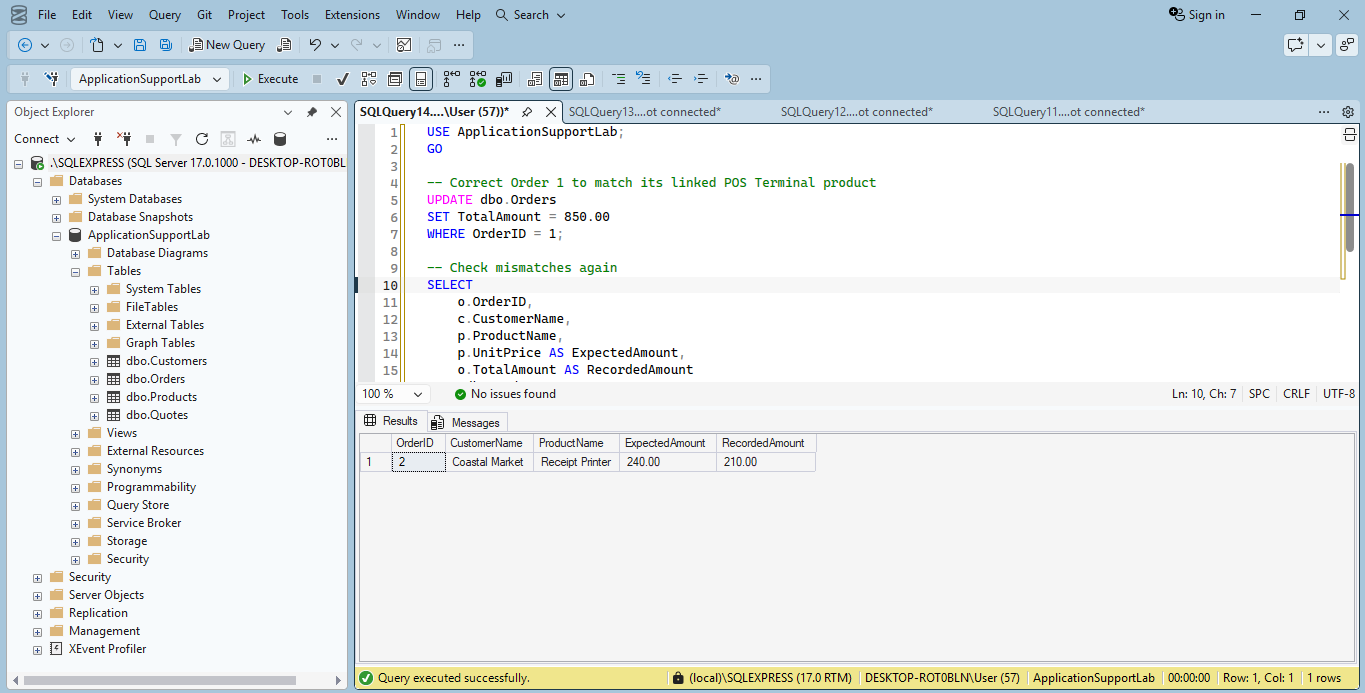 File Edit View Query Git Project Tools Extensions Window Help Search Sign in
New Query
ApplicationSupportLab Execute
Object Explorer
Connect
.\SQLEXPRESS (SQL Server 17.0.1000 - DESKTOP-ROT0BL
Databases
System Databases
Database Snapshots
ApplicationSupportLab
Database Diagrams
Tables
System Tables
FileTables
External Tables
Graph Tables
dbo.Customers
dbo.Orders
dbo.Products
dbo.Quotes
Views
External Resources
Synonyms
Programmability
Query Store
Service Broker
Storage
Security
Security
Server Objects
Replication
Management
XEvent Profiler
SQLQuery14....\User (57))* SQLQuery13....ot connected* SQLQuery12....ot connected* SQLQuery11....ot connected*
1 USE ApplicationSupportLab;
2 GO
3
4 -- Correct Order 1 to match its linked POS Terminal product
5 UPDATE dbo.Orders
6 SET TotalAmount = 850.00
7 WHERE OrderID = 1;
8
9 -- Check mismatches again
10 SELECT
11 o.OrderID,
12 c.CustomerName,
13 p.ProductName,
14 p.UnitPrice AS ExpectedAmount,
15 o.TotalAmount AS RecordedAmount
100 % No issues found Ln: 10, Ch: 7 SPC CRLF UTF-8
Results Messages
OrderID CustomerName ProductName ExpectedAmount RecordedAmount
1 2 Coastal Market Receipt Printer 240.00 210.00
Query executed successfully. (local)\SQLEXPRESS (17.0 RTM) DESKTOP-ROT0BLN\User (57) ApplicationSupportLab 00:00:00 Row: 1, Col: 1 1 rows